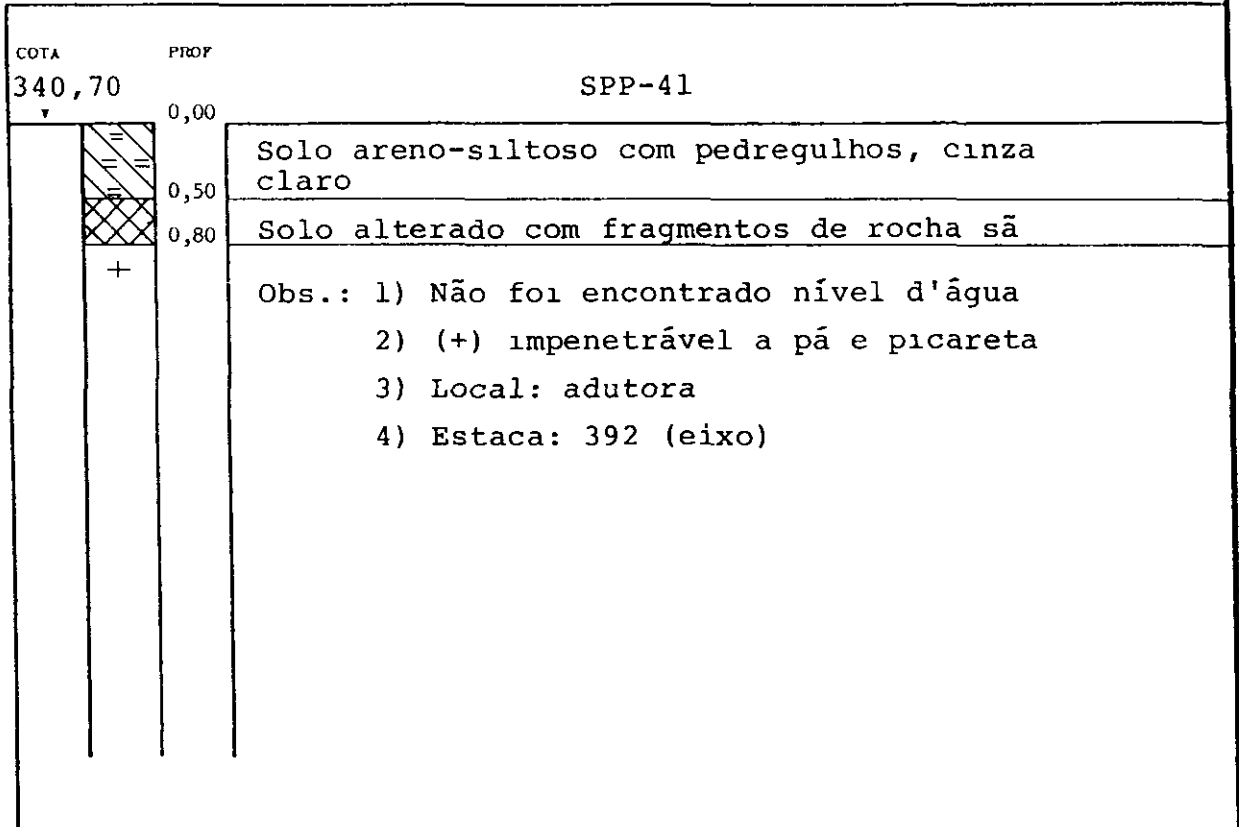 COTA PROF
340,70 SPP-41
0,00
Solo areno-siltoso com pedregulhos, cinza
claro
0,50
0,80 Solo alterado com fragmentos de rocha sã
+
Obs.: 1) Não foi encontrado nível d'água
2) (+) impenetrável a pá e picareta
3) Local: adutora
4) Estaca: 392 (eixo)